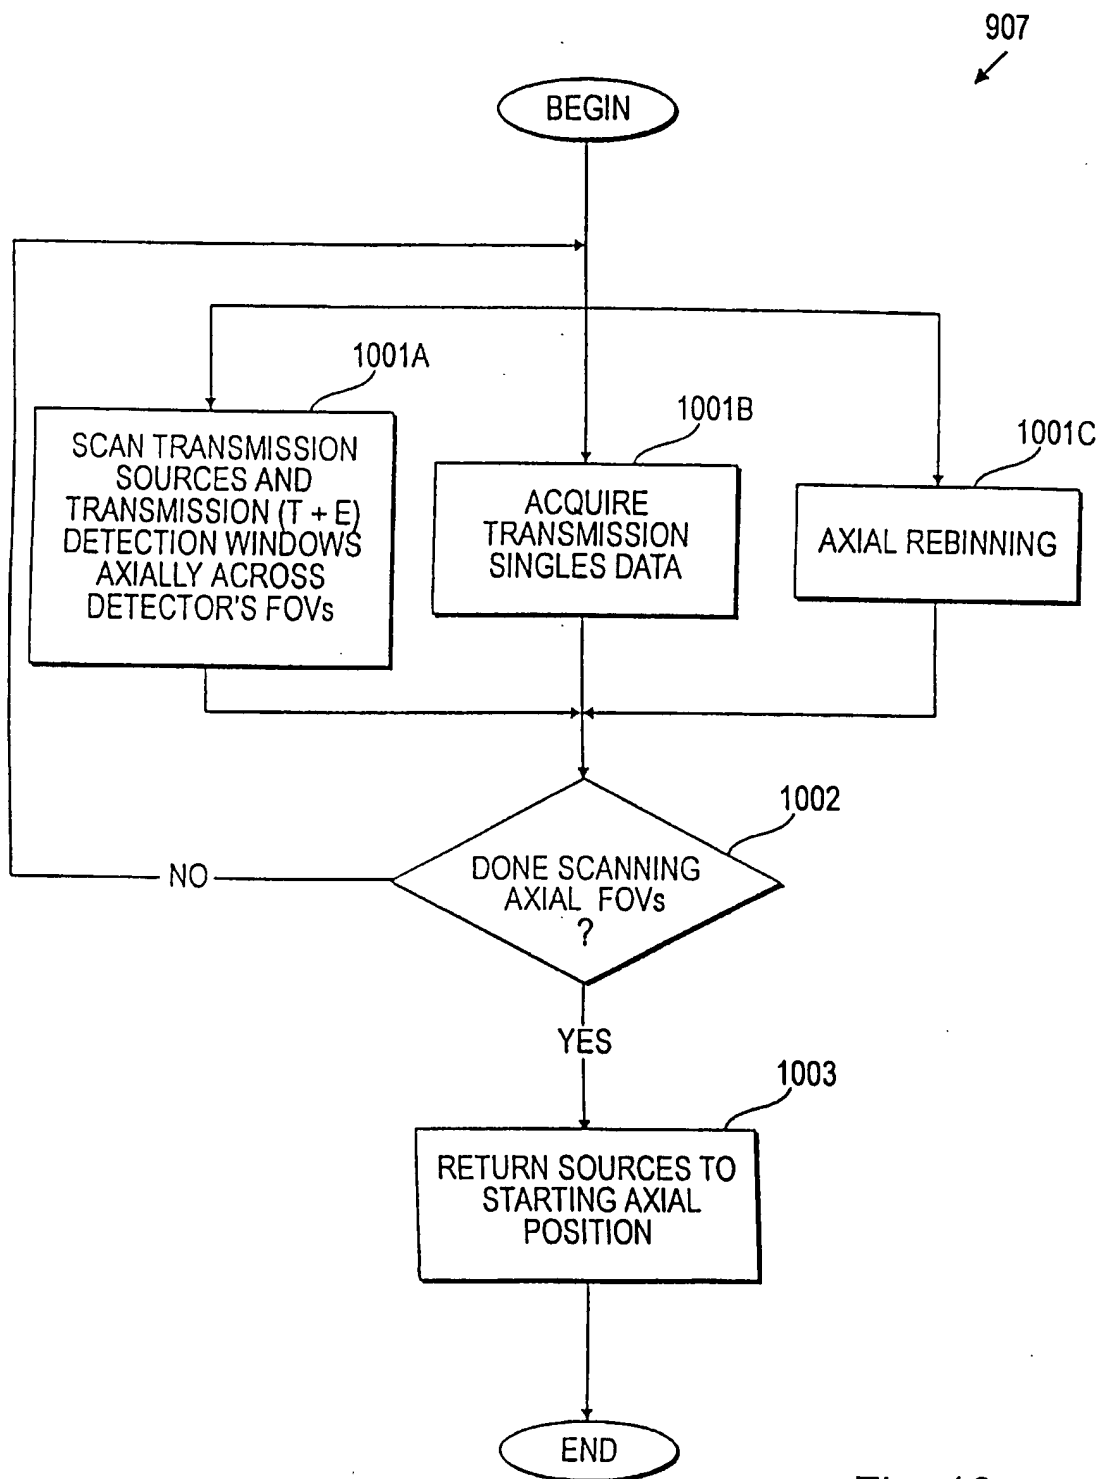 907
BEGIN
1001A
SCAN TRANSMISSION
SOURCES AND
TRANSMISSION (T + E)
DETECTION WINDOWS
AXIALLY ACROSS
DETECTOR'S FOVs
1001B
ACQUIRE
TRANSMISSION
SINGLES DATA
1001C
AXIAL REBINNING
1002
DONE SCANNING
AXIAL FOVs
?
NO
YES
1003
RETURN SOURCES TO
STARTING AXIAL
POSITION
END